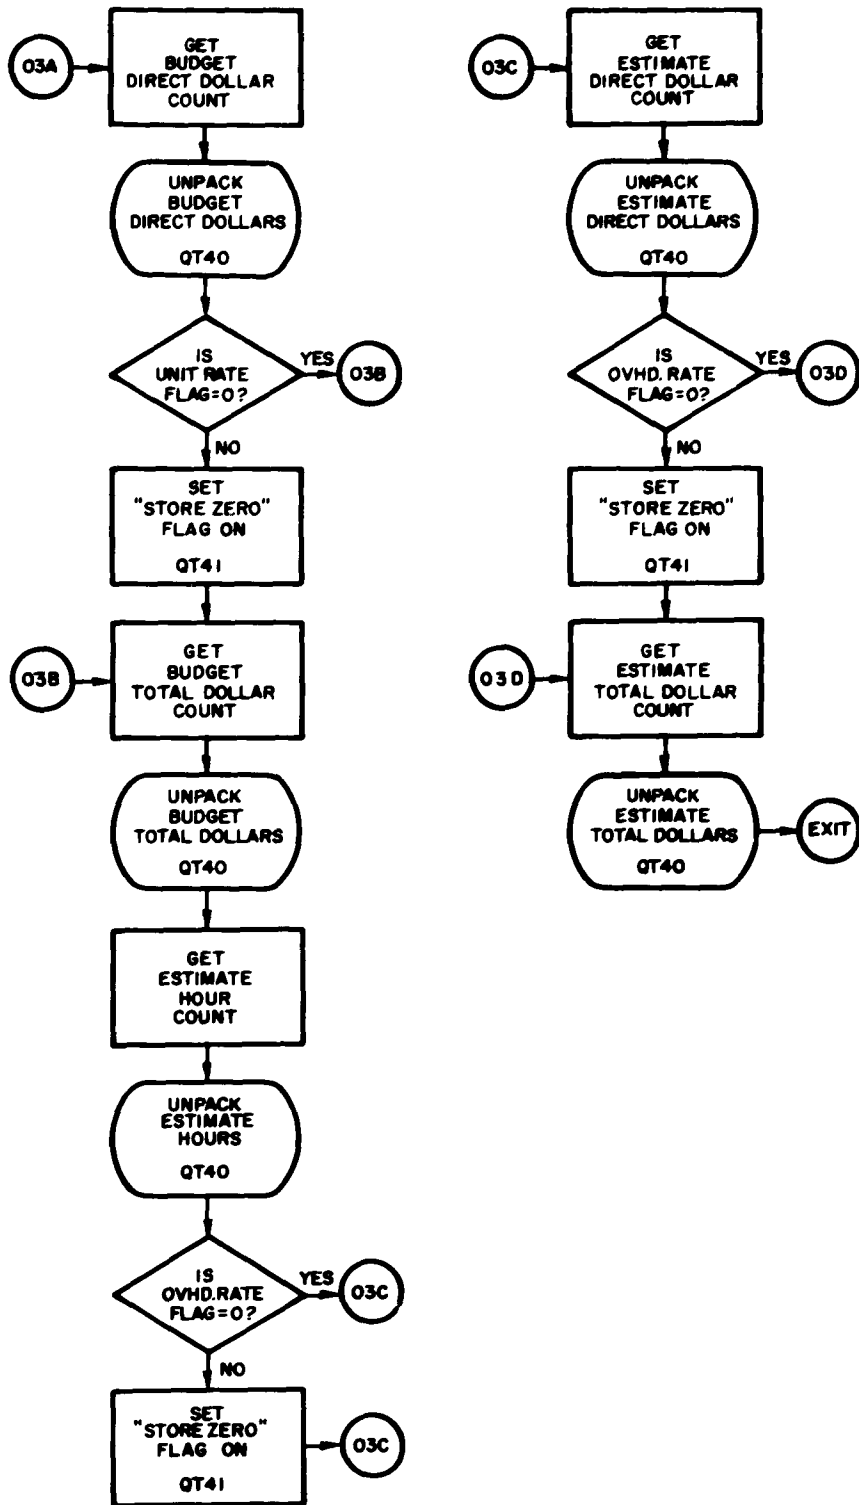 03A
GET
BUDGET
DIRECT DOLLAR
COUNT
UNPACK
BUDGET
DIRECT DOLLARS
QT40
IS
UNIT RATE
FLAG=0?
YES
03B
NO
SET
"STORE ZERO"
FLAG ON
QT41
03B
GET
BUDGET
TOTAL DOLLAR
COUNT
UNPACK
BUDGET
TOTAL DOLLARS
QT40
GET
ESTIMATE
HOUR
COUNT
UNPACK
ESTIMATE
HOURS
QT40
IS
OVHD.RATE
FLAG=0?
YES
03C
NO
SET
"STORE ZERO"
FLAG ON
QT41
03C
03C
GET
ESTIMATE
DIRECT DOLLAR
COUNT
UNPACK
ESTIMATE
DIRECT DOLLARS
QT40
IS
OVHD. RATE
FLAG=0?
YES
03D
NO
SET
"STORE ZERO"
FLAG ON
QT41
03D
GET
ESTIMATE
TOTAL DOLLAR
COUNT
UNPACK
ESTIMATE
TOTAL DOLLARS
QT40
EXIT